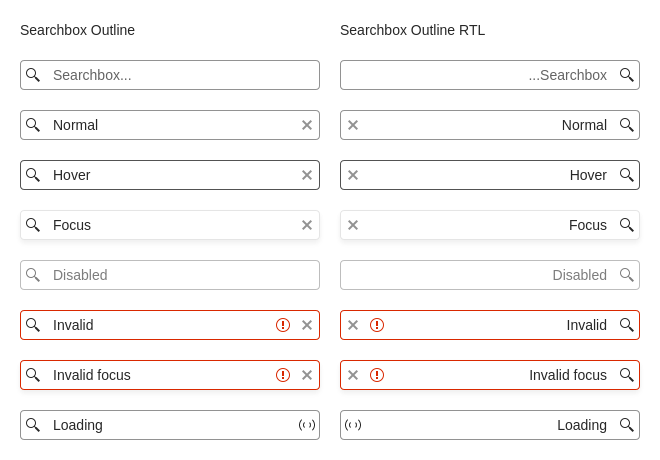 Searchbox Outline
Searchbox Outline RTL
Searchbox...
...Searchbox
Normal
Normal
Hover
Hover
Focus
Focus
Disabled
Disabled
Invalid
Invalid
Invalid focus
Invalid focus
Loading
Loading